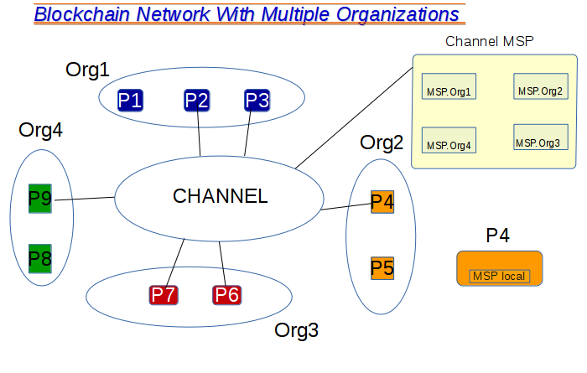 Blockchain Network With Multiple Organizations
Channel MSP
Org1
P1 P2 P3
MSP.Org1 MSP.Org2
MSP.Org4 MSP.Org3
Org4
Org2
P9
CHANNEL
P4
P8
P5
P4
MSP local
P7 P6
Org3